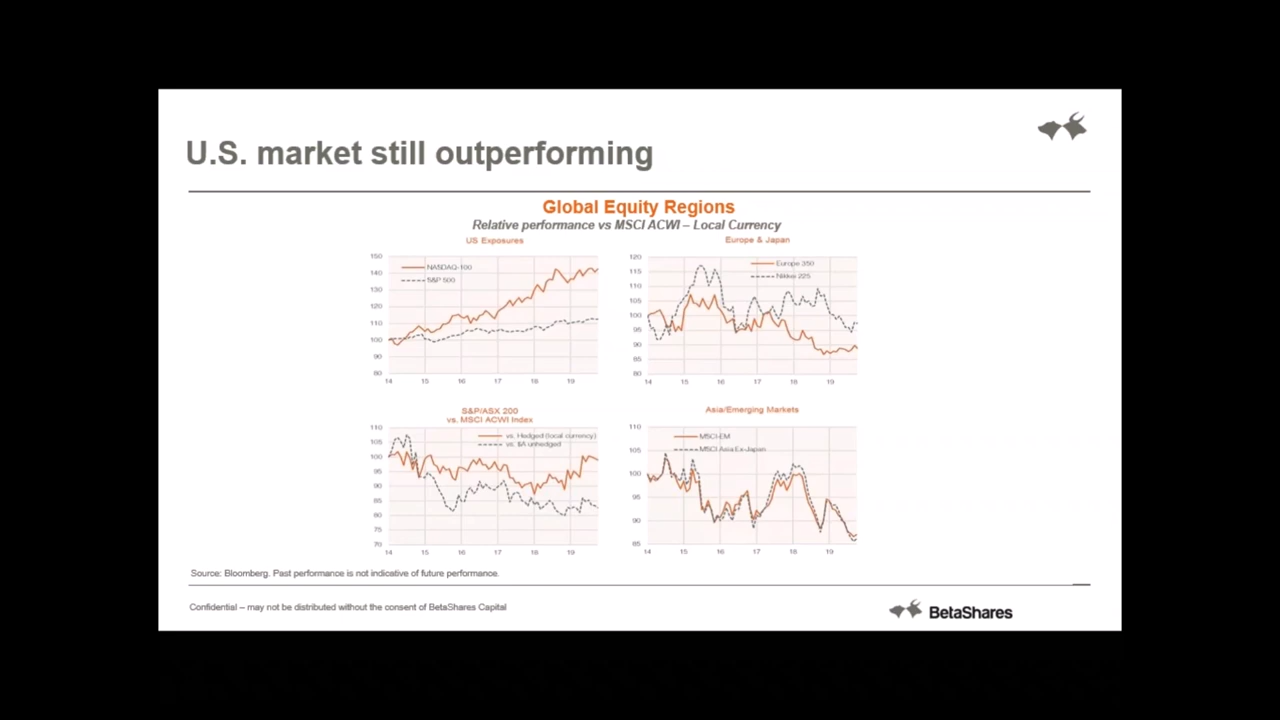 U.S. market still outperforming
Global Equity Regions
Relative performance vs MSCI ACWI – Local Currency
US Exposures
150
140
130
120
110
100
90
80
NASDAQ-100
S&P 500
14 15 16 17 18 19
Europe & Japan
120
115
110
105
100
95
90
85
80
Europe 350
Nikkei 225
14 15 16 17 18 19
S&P/ASX 200
vs. MSCI ACWI Index
110
105
100
95
90
85
80
75
70
vs. Hedged (local currency)
vs. $A unhedged
14 15 16 17 18 19
Asia/Emerging Markets
110
105
100
95
90
85
MSCI-EM
MSCI Asia Ex-Japan
14 15 16 17 18 19
Source: Bloomberg. Past performance is not indicative of future performance.
Confidential – may not be distributed without the consent of BetaShares Capital
BetaShares